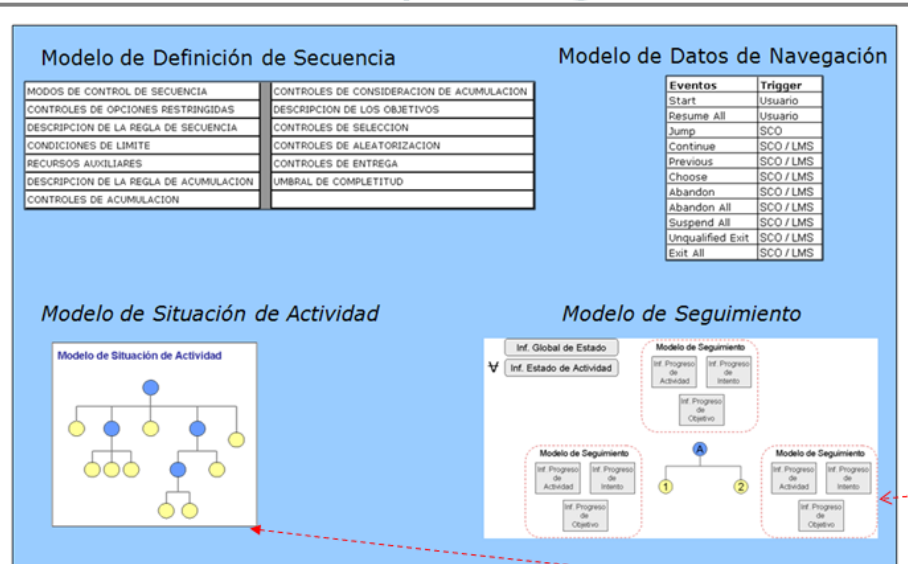 Modelo de Definición de Secuencia
MODOS DE CONTROL DE SECUENCIA
CONTROLES DE OPCIONES RESTRINGIDAS
DESCRIPCION DE LA REGLA DE SECUENCIA
CONDICIONES DE LIMITE
RECURSOS AUXILIARES
DESCRIPCION DE LA REGLA DE ACUMULACION
CONTROLES DE ACUMULACION
CONTROLES DE CONSIDERACION DE ACUMULACION
DESCRIPCION DE LOS OBJETIVOS
CONTROLES DE SELECCION
CONTROLES DE ALEATORIZACION
CONTROLES DE ENTREGA
UMBRAL DE COMPLETITUD
Modelo de Datos de Navegación
Eventos Trigger
Start Usuario
Resume All Usuario
Jump SCO
Continue SCO / LMS
Previous SCO / LMS
Choose SCO / LMS
Abandon SCO / LMS
Abandon All SCO / LMS
Suspend All SCO / LMS
Unqualified Exit SCO / LMS
Exit All SCO / LMS
Modelo de Situación de Actividad
Modelo de Situación de Actividad
Modelo de Seguimiento
Inf. Global de Estado
∀ Inf. Estado de Actividad
Modelo de Seguimiento
Inf. Progreso
de
Actividad
Inf. Progreso
de
Intento
Inf. Progreso
de
Objetivo
Modelo de Seguimiento
Inf. Progreso
de
Actividad
Inf. Progreso
de
Intento
Inf. Progreso
de
Objetivo
A
1
2
Modelo de Seguimiento
Inf. Progreso
de
Actividad
Inf. Progreso
de
Intento
Inf. Progreso
de
Objetivo